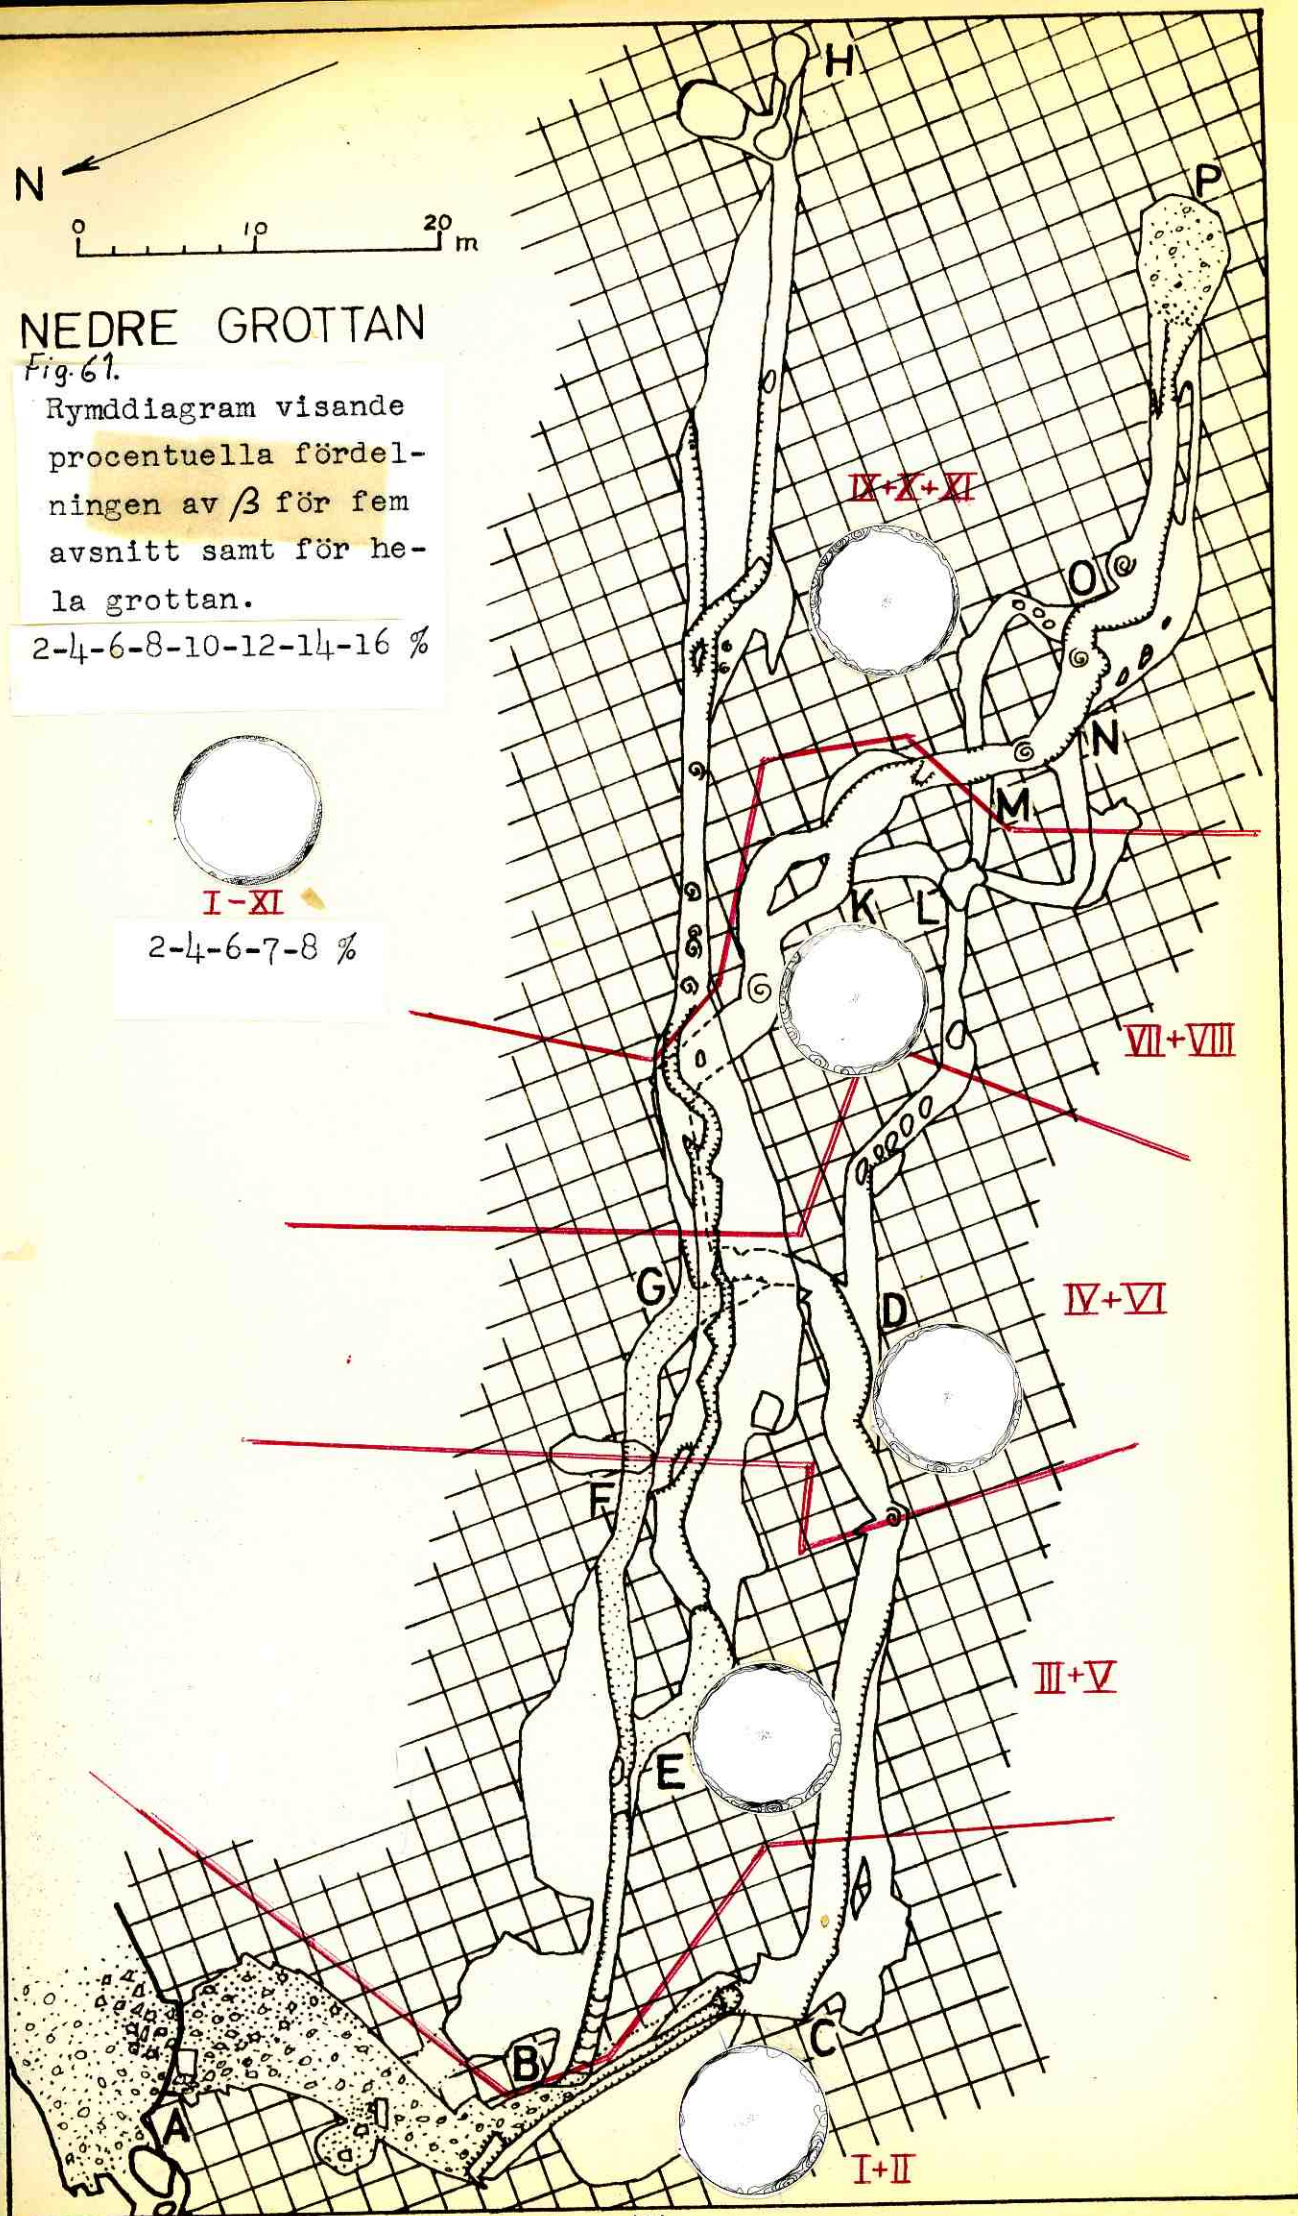 H
P
N
0 10 20 m
NEDRE GROTTAN
Fig. 61.
Rymddiagram visande
procentuella fördel-
ningen av β för fem
avsnitt samt för he-
la grottan.
2-4-6-8-10-12-14-16 %
IX+X+XI
O
N
M
I-XI
K L
2-4-6-7-8 %
VII+VIII
G
D
IV+VI
F
III+V
E
B
C
A
I+II